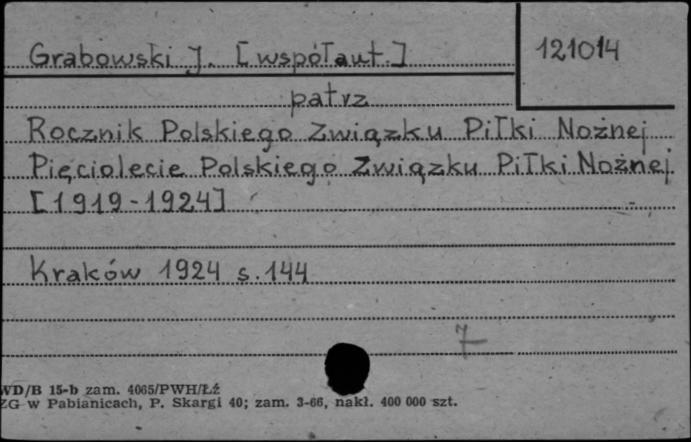 Grabowski J. [współaut.]
121014
patrz
Rocznik Polskiego Związku Piłki Nożnej
Pięciolecie Polskiego Związku Piłki Nożnej
[1919-1924]
Kraków 1924 s.144
7
WD/B 15-b zam. 4065/PWH/Łź
ZG w Pabianicach, P. Skargi 40; zam. 3-66, nakł. 400 000 szt.